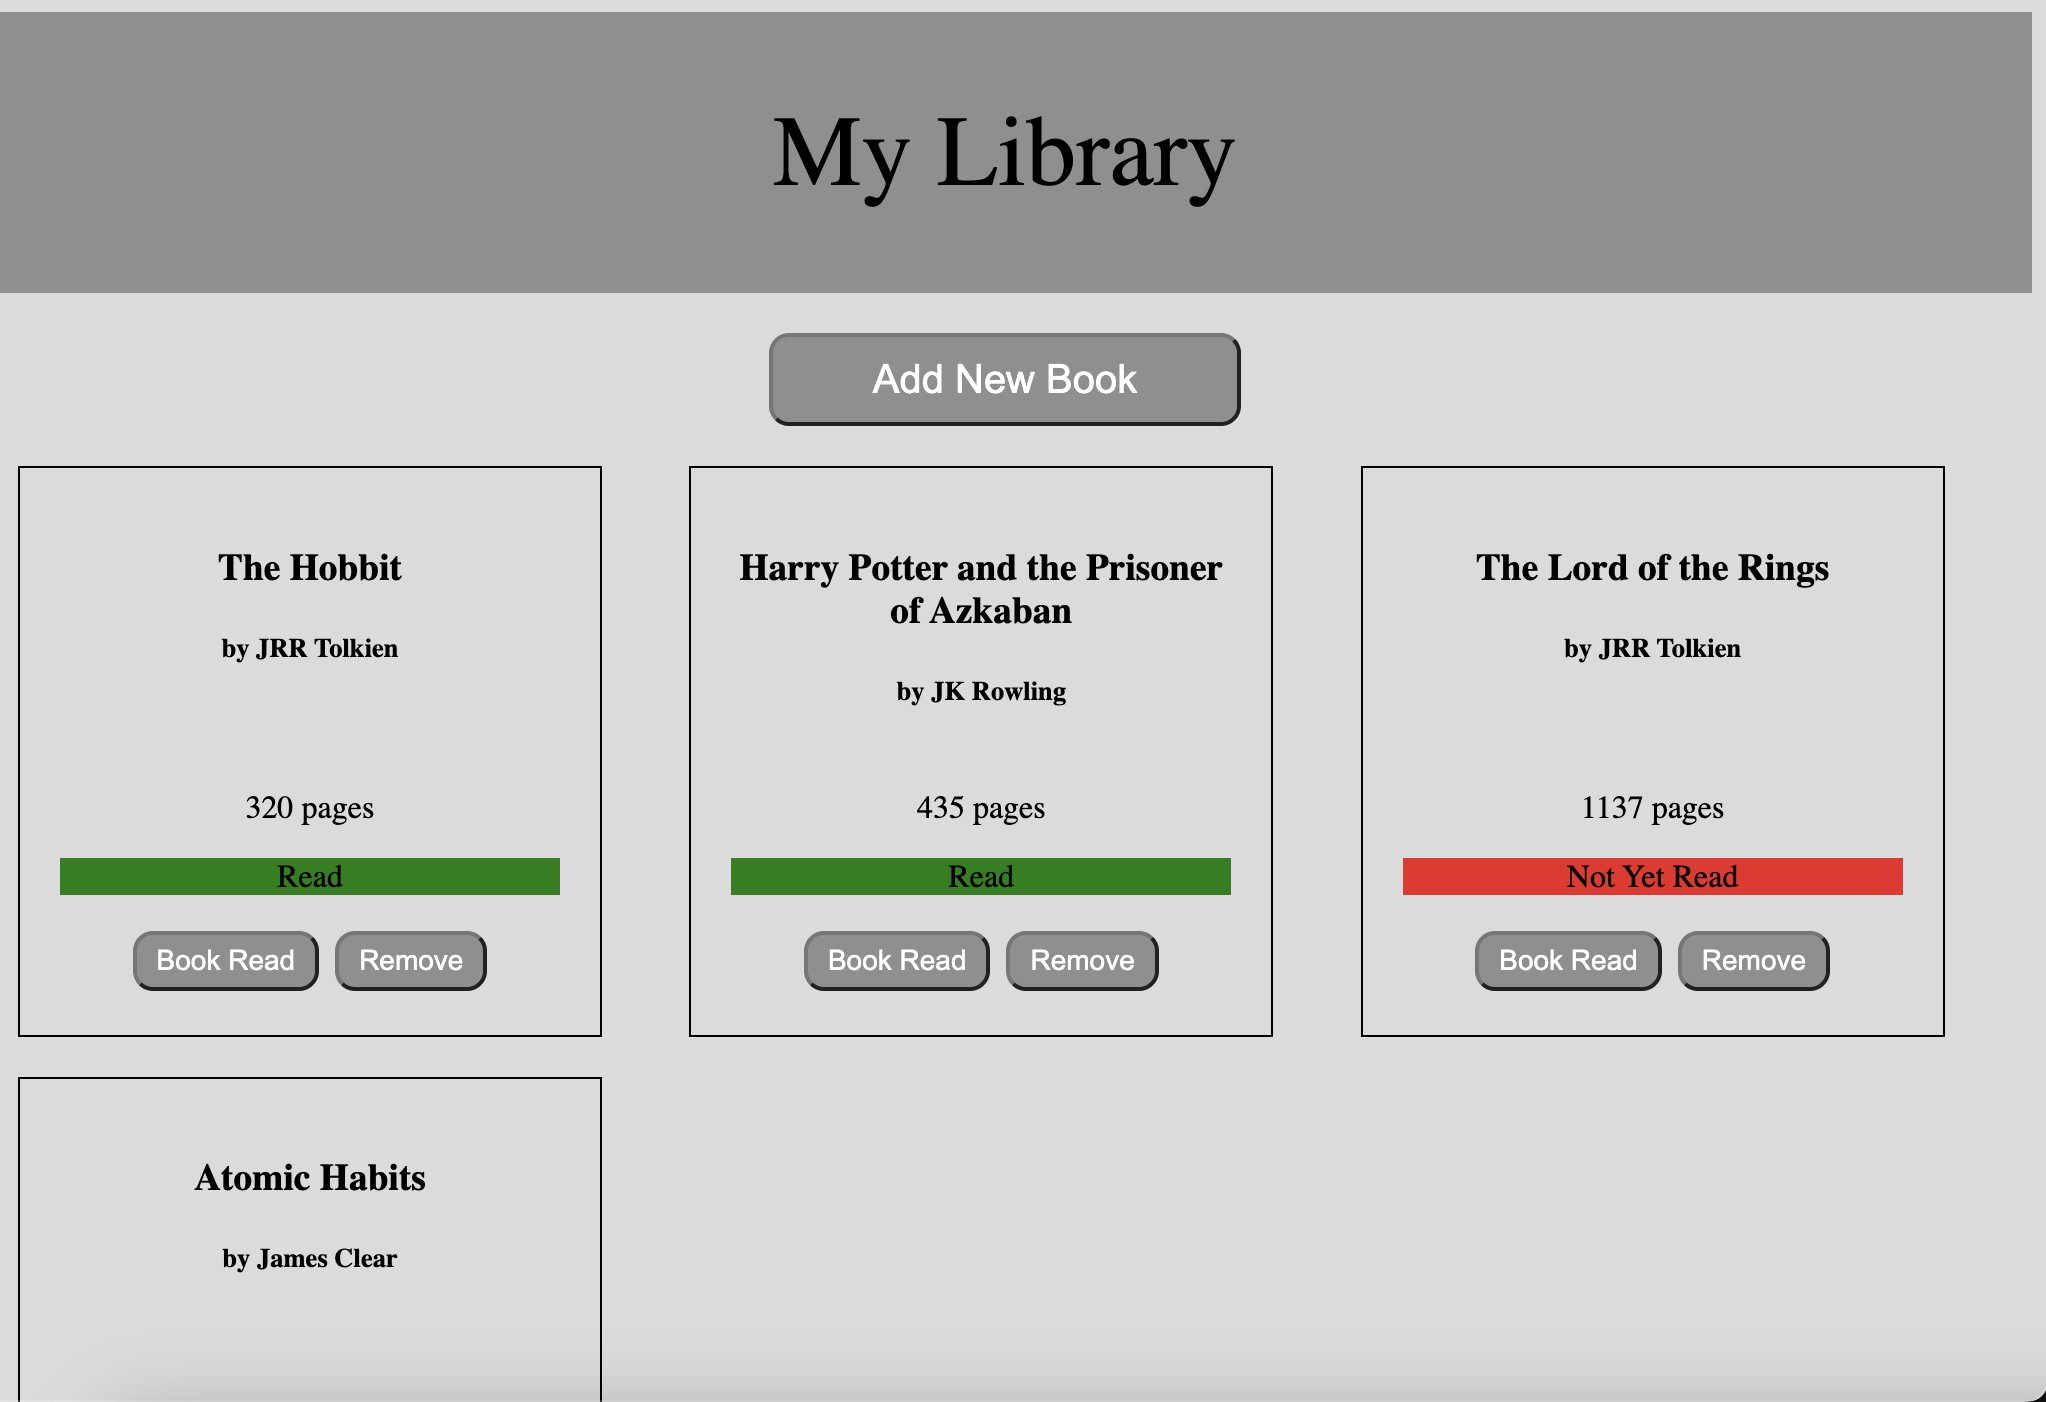 My Library
Add New Book
The Hobbit
by JRR Tolkien
320 pages
Read
Book Read Remove
Harry Potter and the Prisoner
of Azkaban
by JK Rowling
435 pages
Read
Book Read Remove
The Lord of the Rings
by JRR Tolkien
1137 pages
Not Yet Read
Book Read Remove
Atomic Habits
by James Clear